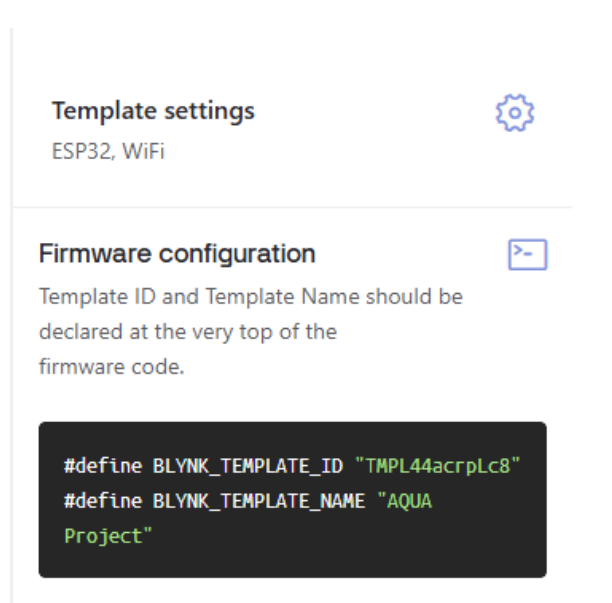 Template settings
ESP32, WiFi
Firmware configuration
Template ID and Template Name should be
declared at the very top of the
firmware code.
#define BLYNK_TEMPLATE_ID "TMPL44acrpLc8"
#define BLYNK_TEMPLATE_NAME "AQUA
Project"